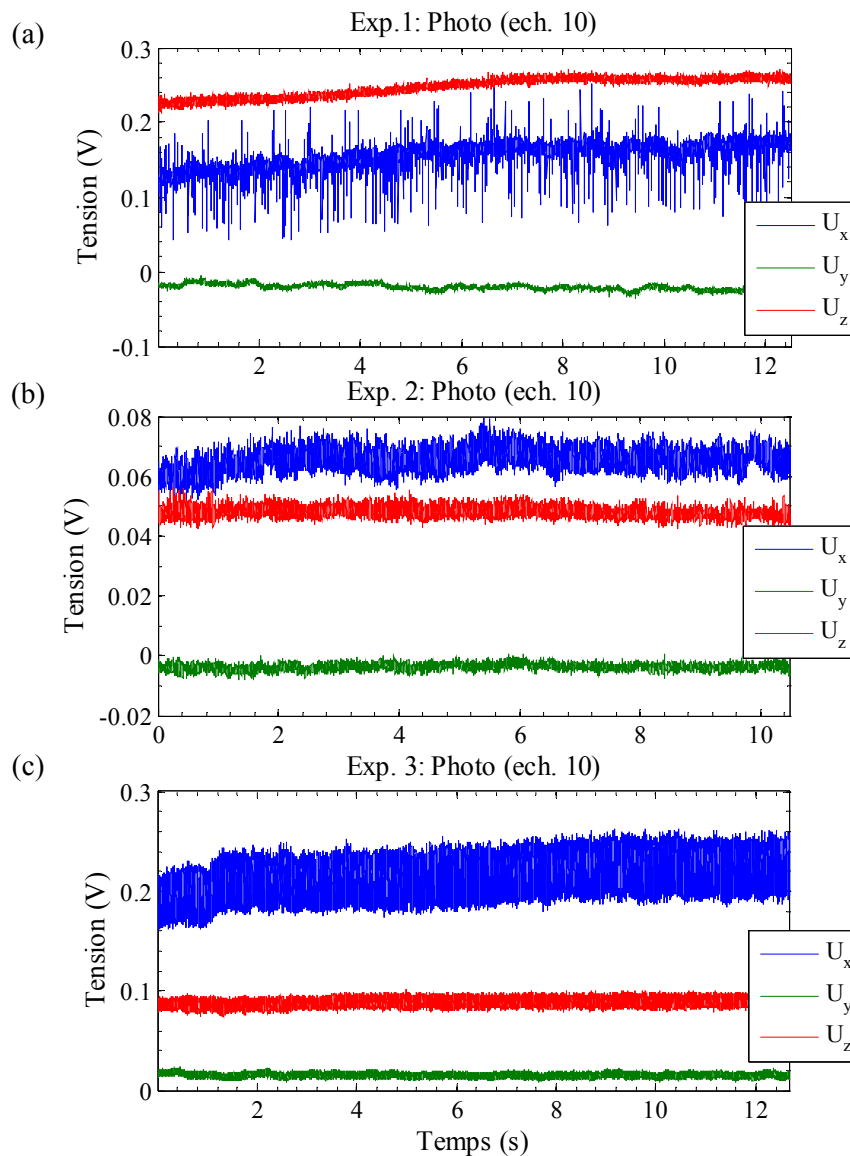 (a)
Exp.1: Photo (ech. 10)
0.3
0.2
0.1
0
-0.1
Tension (V)
2 4 6 8 10 12
U_x
U_y
U_z
(b)
Exp. 2: Photo (ech. 10)
0.08
0.06
0.04
0.02
0
-0.02
Tension (V)
0 2 4 6 8 10
U_x
U_y
U_z
(c)
Exp. 3: Photo (ech. 10)
0.3
0.2
0.1
0
Tension (V)
2 4 6 8 10 12
U_x
U_y
U_z
Temps (s)